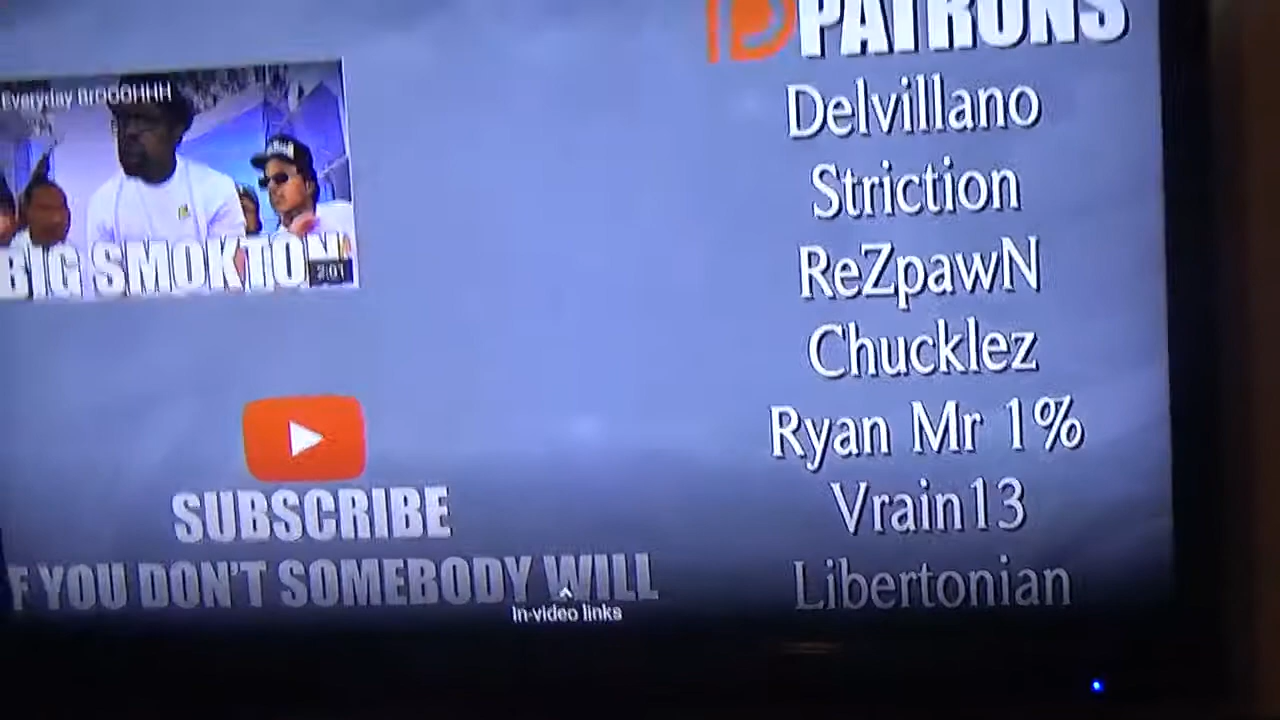 PATRONS
Everyday BrOOOHHH
BIG SMOKTON
Delvillano
Striction
ReZpawN
Chucklez
Ryan Mr 1%
Vrain13
Libertonian
SUBSCRIBE
F YOU DON'T SOMEBODY WILL
In-video links